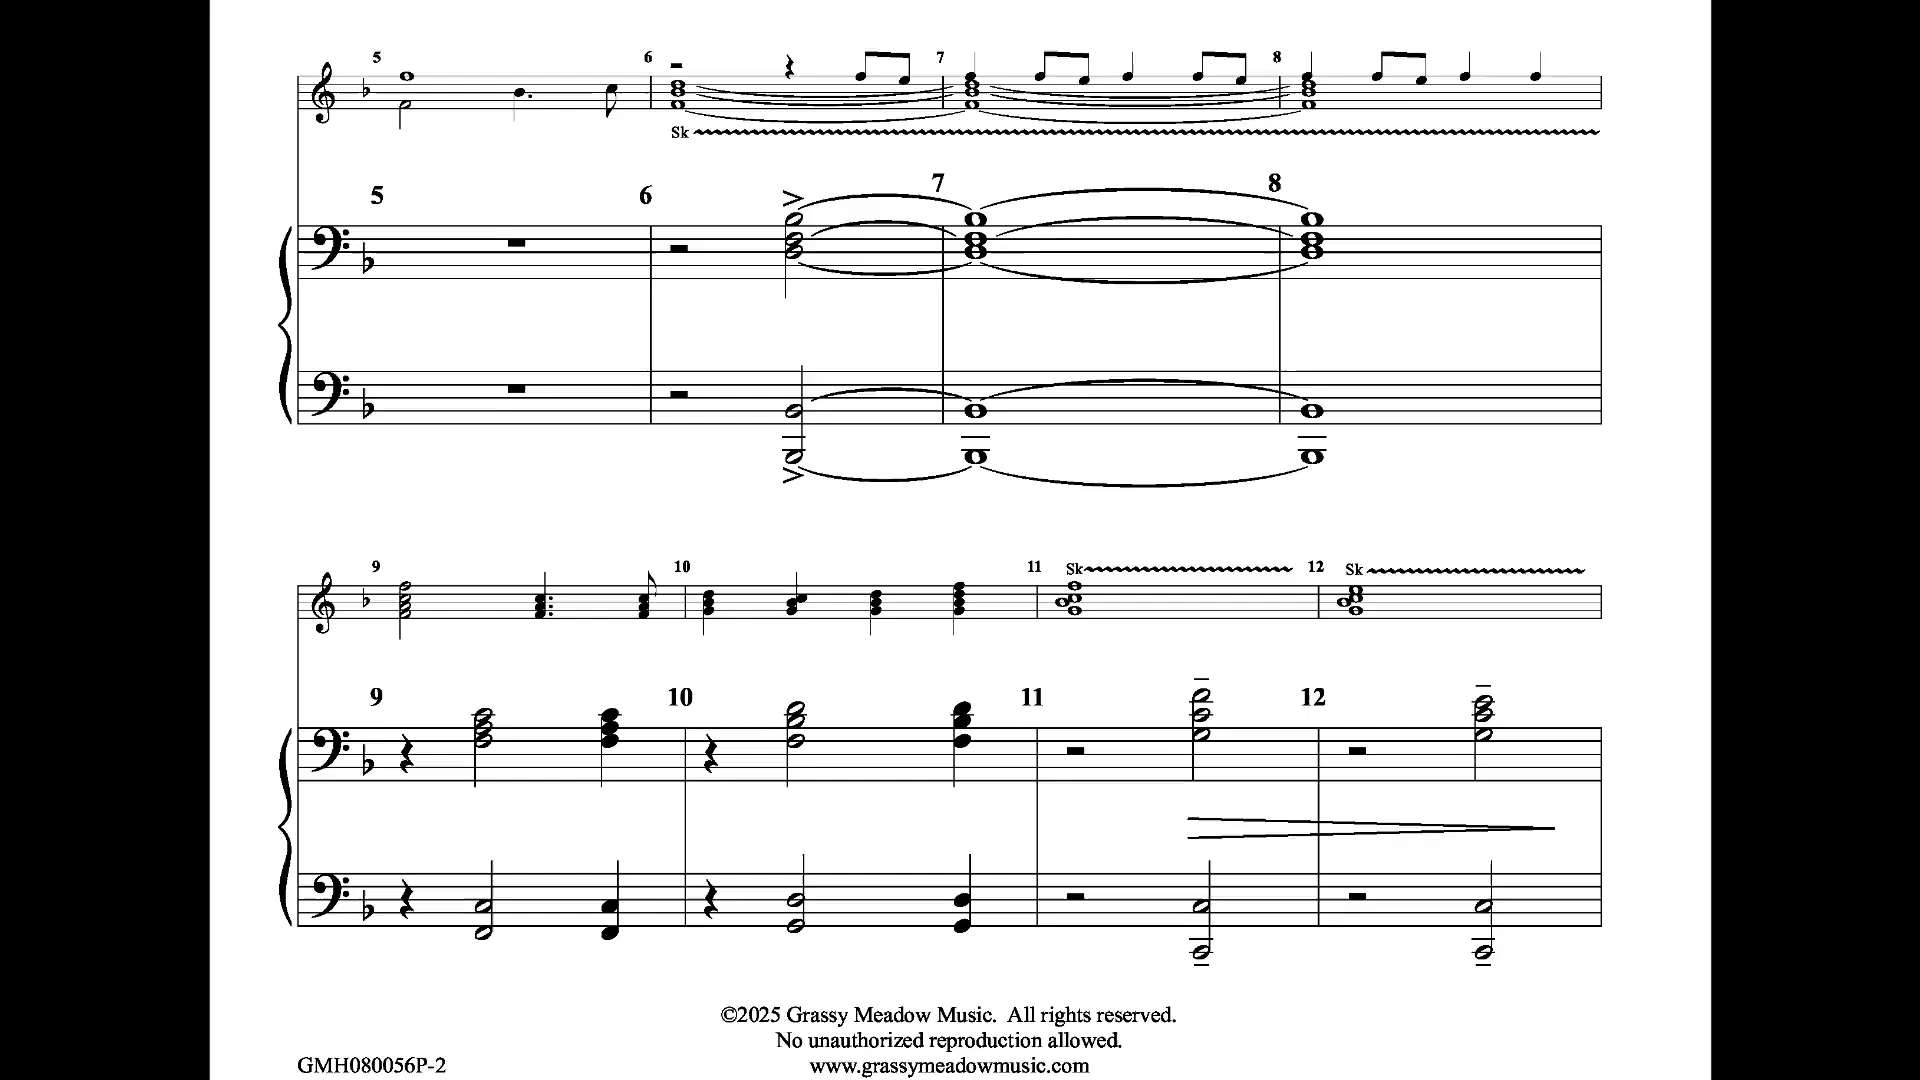 5 6 7 8
Sk
5 6 7 8
9 10 11 12
Sk Sk
9 10 11 12
©2025 Grassy Meadow Music. All rights reserved.
No unauthorized reproduction allowed.
GMH080056P-2 www.grassymeadowmusic.com